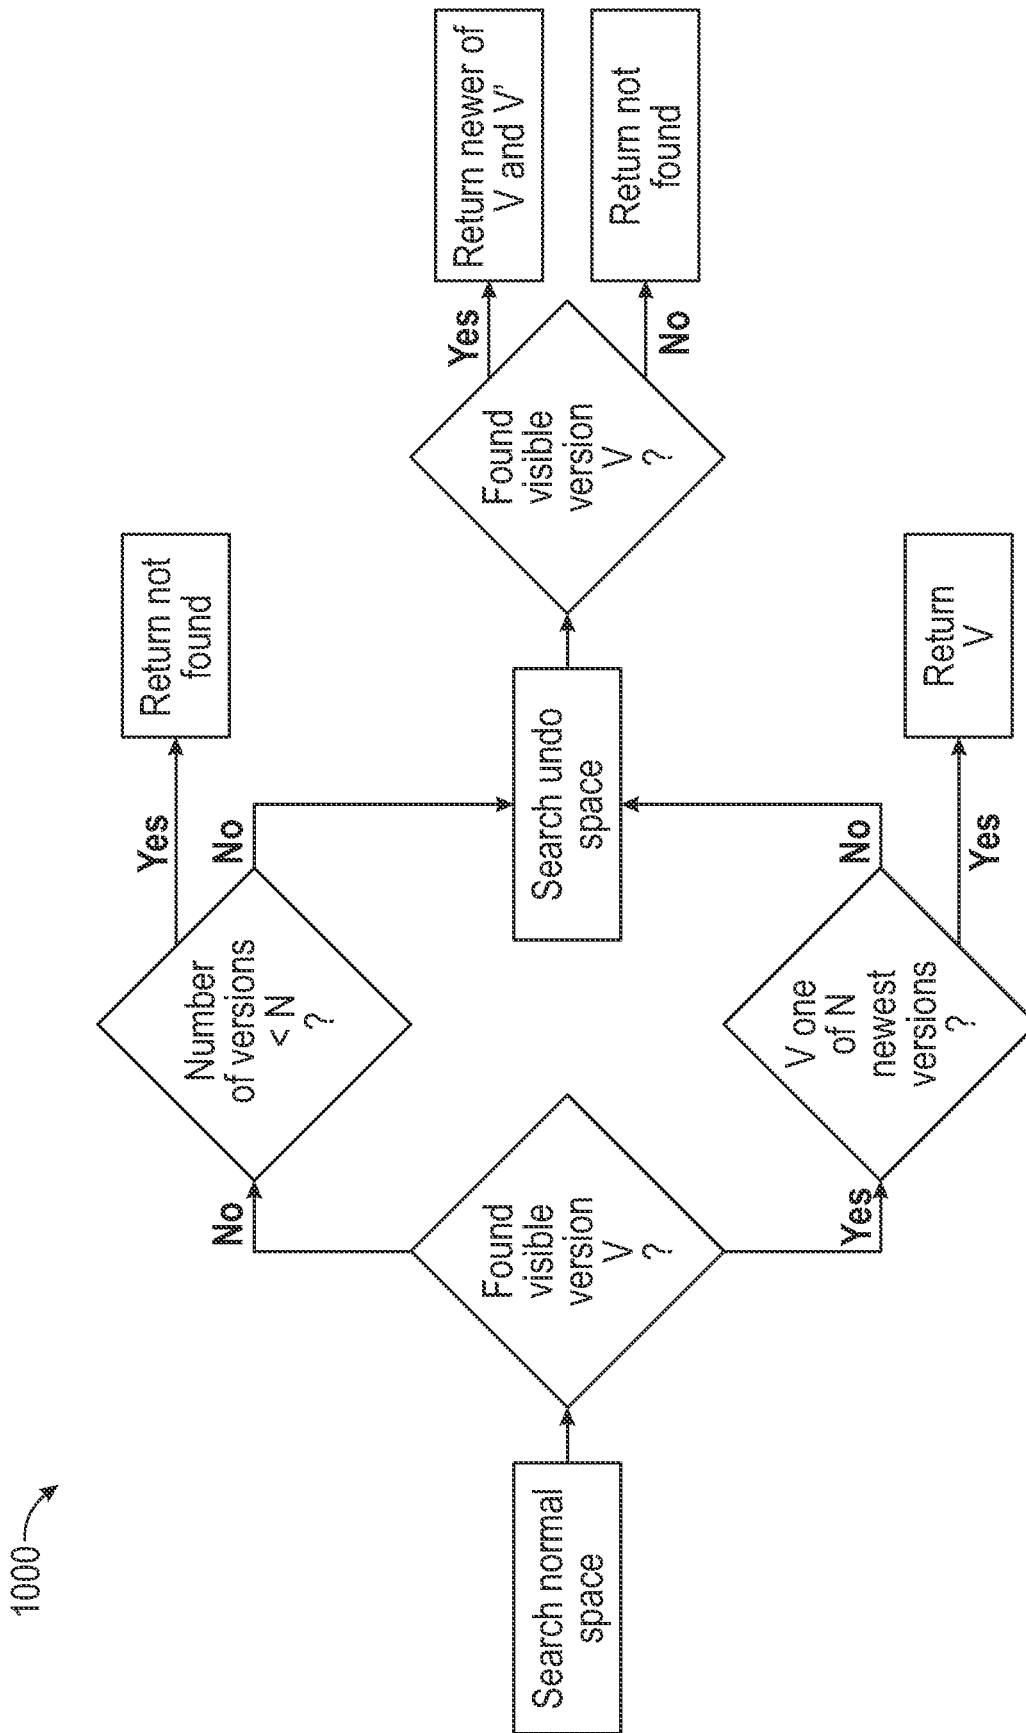 1000
Search normal
space
Found
visible
version
V
?
No
Yes
Number
of versions
< N
?
Yes
No
Return not
found
V one
of N
newest
versions
?
No
Yes
Return
V
Search undo
space
Found
visible
version
V
?
Yes
No
Return newer of
V and V'
Return not
found